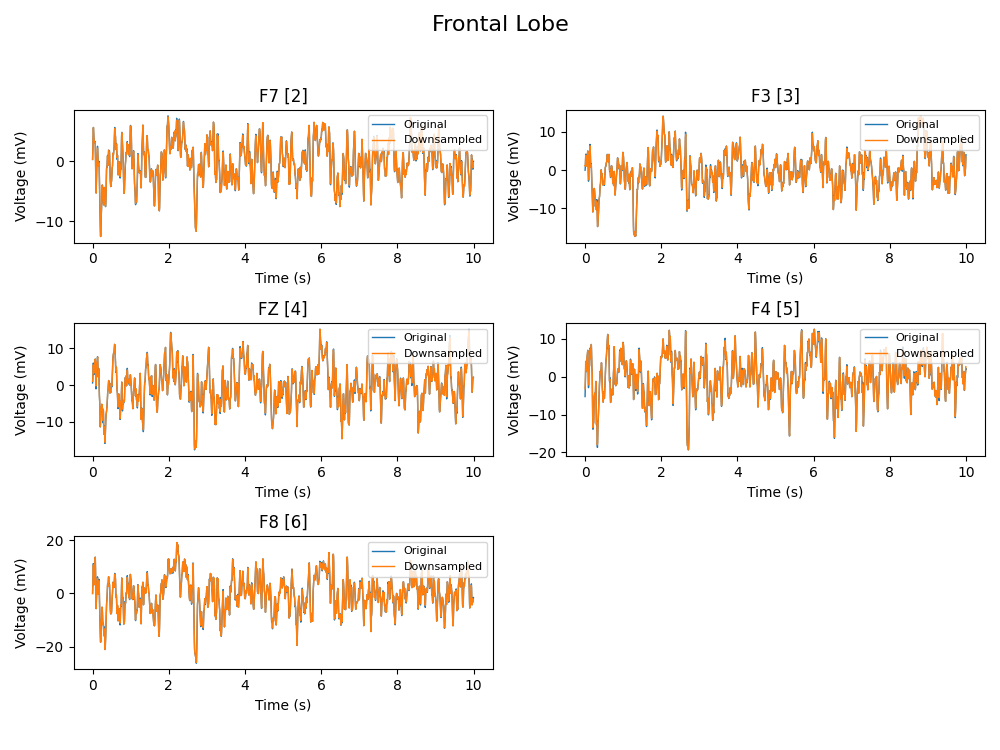 Frontal Lobe
F7 [2]
Voltage (mV)
0
−10
Original
Downsampled
0 2 4 6 8 10
Time (s)
F3 [3]
Voltage (mV)
10
0
−10
Original
Downsampled
0 2 4 6 8 10
Time (s)
FZ [4]
Voltage (mV)
10
0
−10
Original
Downsampled
0 2 4 6 8 10
Time (s)
F4 [5]
Voltage (mV)
10
0
−10
−20
Original
Downsampled
0 2 4 6 8 10
Time (s)
F8 [6]
Voltage (mV)
20
0
−20
Original
Downsampled
0 2 4 6 8 10
Time (s)